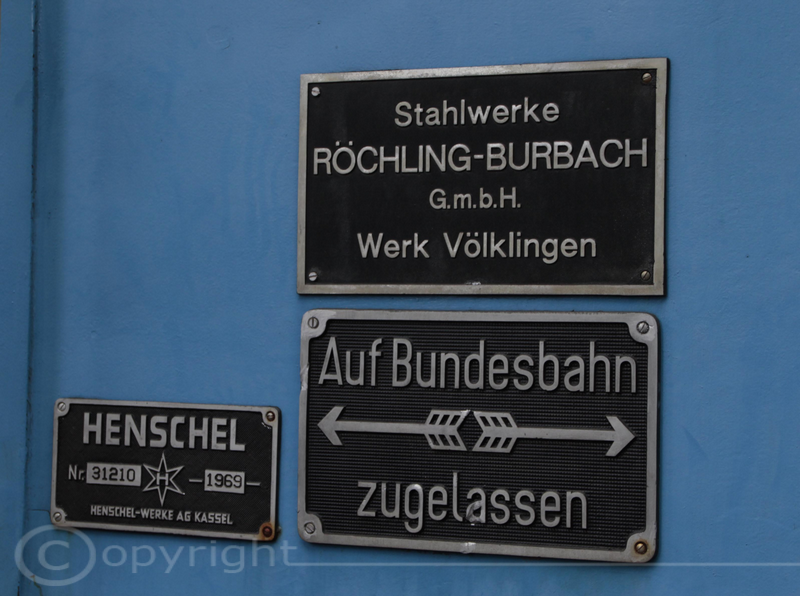 Stahlwerke
RÖCHLING-BURBACH
G.m.b.H.
Werk Völklingen
Auf Bundesbahn
zugelassen
HENSCHEL
Nr. 31210 H -1969-
HENSCHEL-WERKE AG KASSEL
©opyright